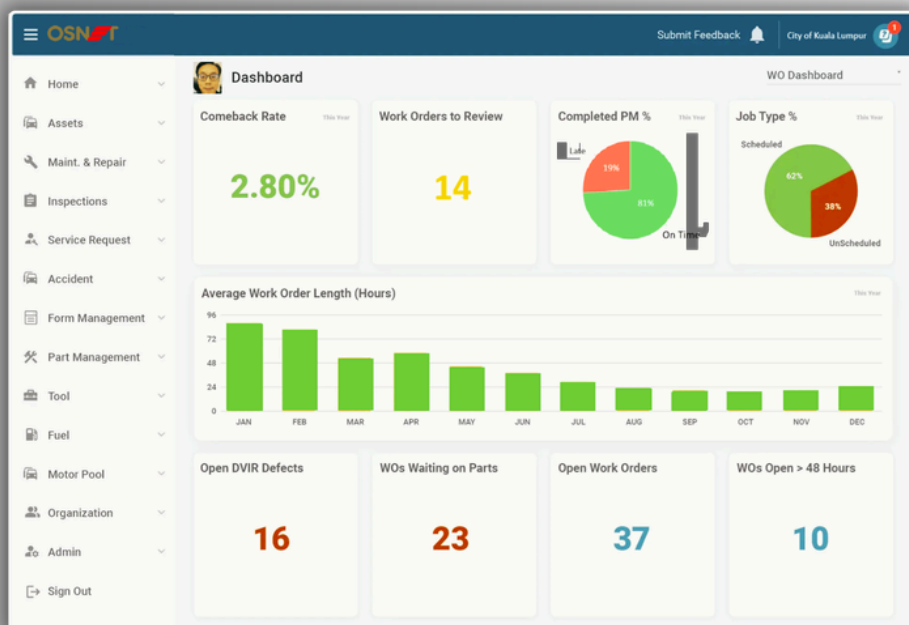 OSNET
Submit Feedback
City of Kuala Lumpur
1
Home
Assets
Maint. & Repair
Inspections
Service Request
Accident
Form Management
Part Management
Tool
Fuel
Motor Pool
Organization
Admin
Sign Out
Dashboard
WO Dashboard
Comeback Rate This Year
2.80%
Work Orders to Review
14
Completed PM % This Year
Late
19%
81%
On Time
Job Type % This Year
Scheduled
62%
38%
UnScheduled
Average Work Order Length (Hours) This Year
96
72
48
24
0
JAN FEB MAR APR MAY JUN JUL AUG SEP OCT NOV DEC
Open DVIR Defects
16
WOs Waiting on Parts
23
Open Work Orders
37
WOs Open > 48 Hours
10